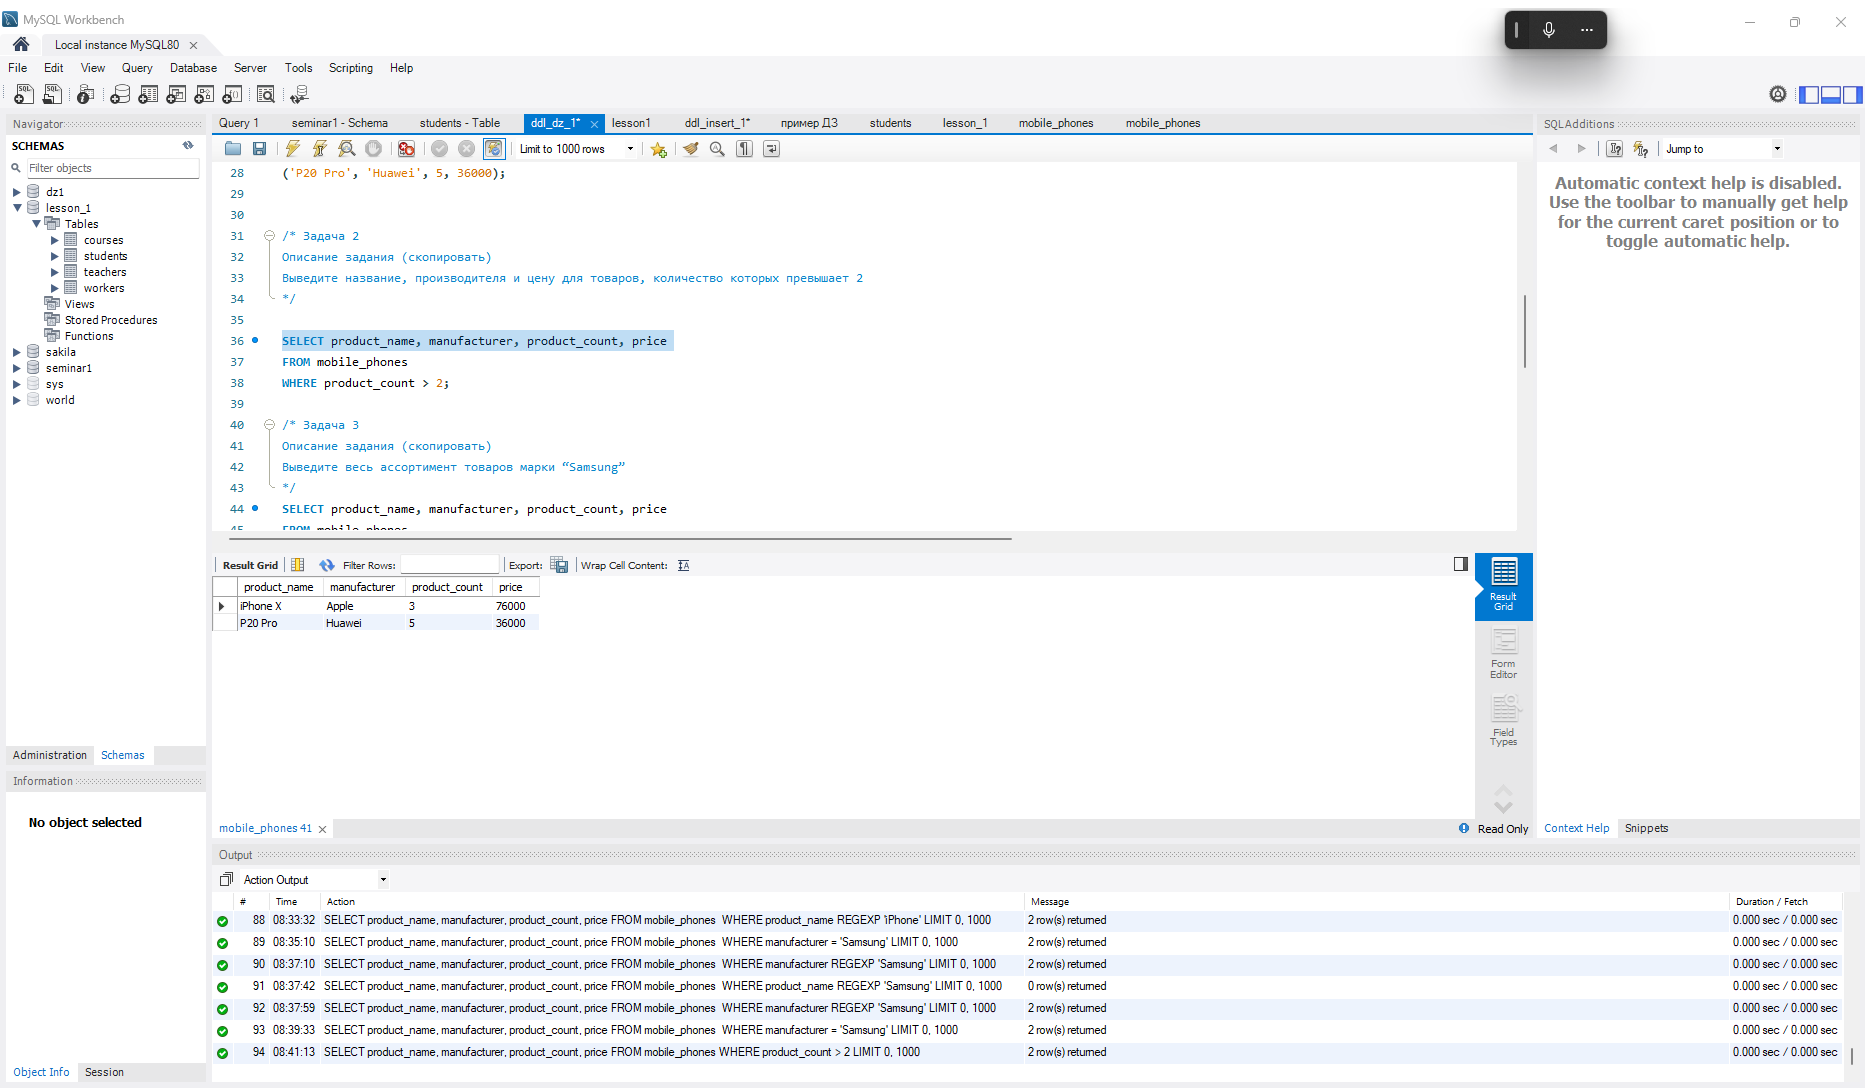 MySQL Workbench
Local instance MySQL80
File Edit View Query Database Server Tools Scripting Help
Navigator
SCHEMAS
Filter objects
dz1
lesson_1
Tables
courses
students
teachers
workers
Views
Stored Procedures
Functions
sakila
seminar1
sys
world
Administration Schemas
Information
No object selected
Object Info Session
Query 1 seminar1 - Schema students - Table ddl_dz_1* lesson1 ddl_insert_1* пример ДЗ students lesson_1 mobile_phones mobile_phones
Limit to 1000 rows
28 ('P20 Pro', 'Huawei', 5, 36000);
29
30
31 /* Задача 2
32 Описание задания (скопировать)
33 Выведите название, производителя и цену для товаров, количество которых превышает 2
34 */
35
36 SELECT product_name, manufacturer, product_count, price
37 FROM mobile_phones
38 WHERE product_count > 2;
39
40 /* Задача 3
41 Описание задания (скопировать)
42 Выведите весь ассортимент товаров марки “Samsung”
43 */
44 SELECT product_name, manufacturer, product_count, price
45 FROM mobile_phones
Result Grid Filter Rows: Export: Wrap Cell Content:
product_name manufacturer product_count price
iPhone X Apple 3 76000
P20 Pro Huawei 5 36000
Result Grid
Form Editor
Field Types
mobile_phones 41
Read Only
SQLAdditions
Jump to
Automatic context help is disabled.
Use the toolbar to manually get help
for the current caret position or to
toggle automatic help.
Context Help Snippets
Output
Action Output
# Time Action Message Duration / Fetch
88 08:33:32 SELECT product_name, manufacturer, product_count, price FROM mobile_phones WHERE product_name REGEXP 'iPhone' LIMIT 0, 1000 2 row(s) returned 0.000 sec / 0.000 sec
89 08:35:10 SELECT product_name, manufacturer, product_count, price FROM mobile_phones WHERE manufacturer = 'Samsung' LIMIT 0, 1000 2 row(s) returned 0.000 sec / 0.000 sec
90 08:37:10 SELECT product_name, manufacturer, product_count, price FROM mobile_phones WHERE manufacturer REGEXP 'Samsung' LIMIT 0, 1000 2 row(s) returned 0.000 sec / 0.000 sec
91 08:37:42 SELECT product_name, manufacturer, product_count, price FROM mobile_phones WHERE product_name REGEXP 'Samsung' LIMIT 0, 1000 0 row(s) returned 0.000 sec / 0.000 sec
92 08:37:59 SELECT product_name, manufacturer, product_count, price FROM mobile_phones WHERE manufacturer REGEXP 'Samsung' LIMIT 0, 1000 2 row(s) returned 0.000 sec / 0.000 sec
93 08:39:33 SELECT product_name, manufacturer, product_count, price FROM mobile_phones WHERE manufacturer = 'Samsung' LIMIT 0, 1000 2 row(s) returned 0.000 sec / 0.000 sec
94 08:41:13 SELECT product_name, manufacturer, product_count, price FROM mobile_phones WHERE product_count > 2 LIMIT 0, 1000 2 row(s) returned 0.000 sec / 0.000 sec